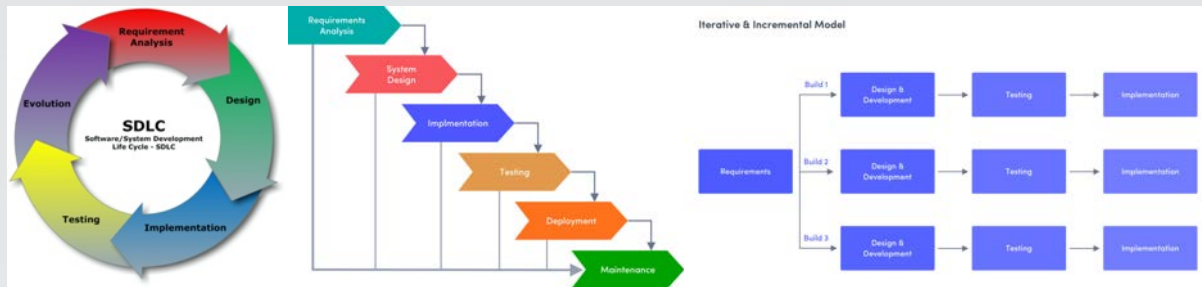 Requirement
Analysis
Design
Implementation
Testing
Evolution
SDLC
Software/System Development
Life Cycle - SDLC
Requirements
Analysis
System
Design
Implmentation
Testing
Deployment
Maintenance
Iterative & Incremental Model
Requirements
Build 1
Design &
Development
Testing
Implementation
Build 2
Design &
Development
Testing
Implementation
Build 3
Design &
Development
Testing
Implementation